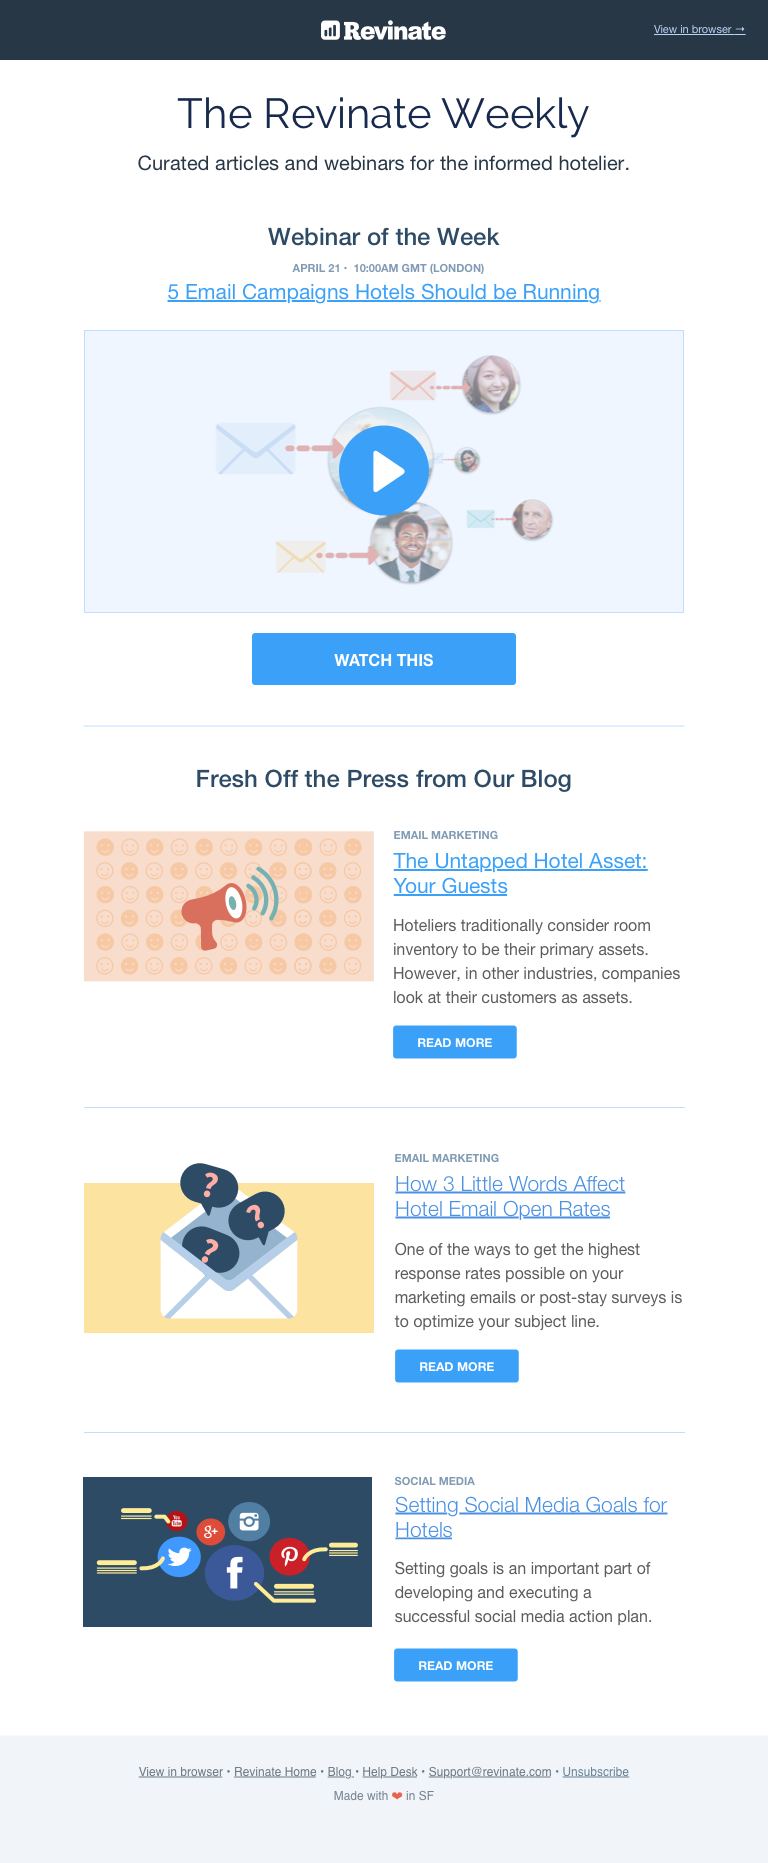 Revinate
View in browser →
The Revinate Weekly
Curated articles and webinars for the informed hotelier.
Webinar of the Week
APRIL 21 · 10:00AM GMT (LONDON)
5 Email Campaigns Hotels Should be Running
WATCH THIS
Fresh Off the Press from Our Blog
EMAIL MARKETING
The Untapped Hotel Asset:
Your Guests
Hoteliers traditionally consider room
inventory to be their primary assets.
However, in other industries, companies
look at their customers as assets.
READ MORE
? ? ?
EMAIL MARKETING
How 3 Little Words Affect
Hotel Email Open Rates
One of the ways to get the highest
response rates possible on your
marketing emails or post-stay surveys is
to optimize your subject line.
READ MORE
You
Tube
g+
f
SOCIAL MEDIA
Setting Social Media Goals for
Hotels
Setting goals is an important part of
developing and executing a
successful social media action plan.
READ MORE
View in browser • Revinate Home • Blog • Help Desk • Support@revinate.com • Unsubscribe
Made with ❤ in SF